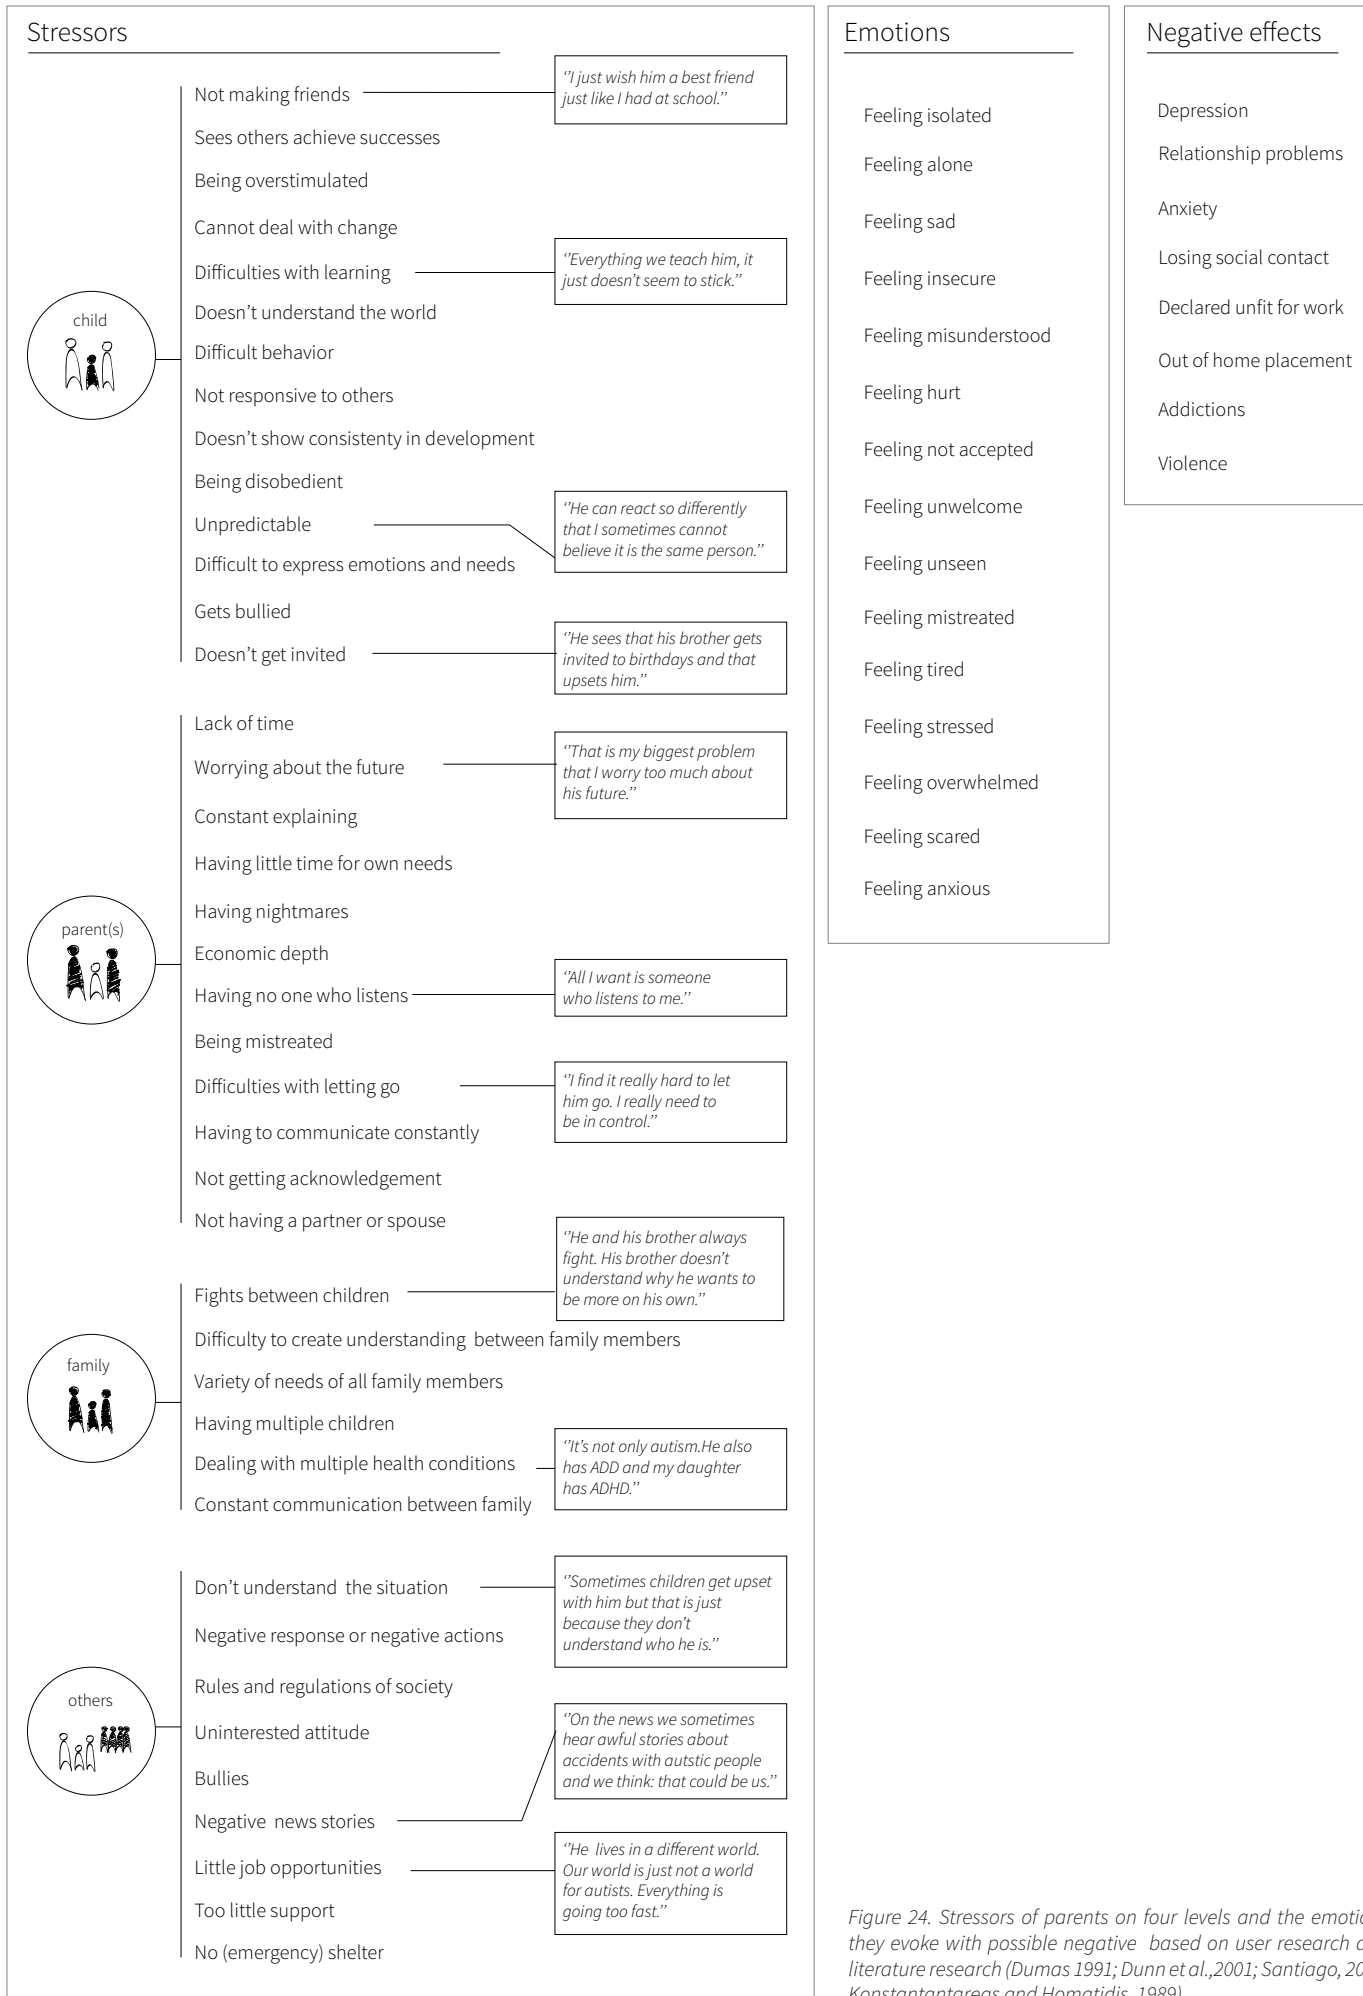 Stressors
child
Not making friends
‘’I just wish him a best friend
just like I had at school.’’
Sees others achieve successes
Being overstimulated
Cannot deal with change
Difficulties with learning
‘’Everything we teach him, it
just doesn’t seem to stick.’’
Doesn’t understand the world
Difficult behavior
Not responsive to others
Doesn’t show consistenty in development
Being disobedient
Unpredictable
‘’He can react so differently
that I sometimes cannot
believe it is the same person.’’
Difficult to express emotions and needs
Gets bullied
Doesn’t get invited
‘’He sees that his brother gets
invited to birthdays and that
upsets him.’’
parent(s)
Lack of time
Worrying about the future
‘’That is my biggest problem
that I worry too much about
his future.’’
Constant explaining
Having little time for own needs
Having nightmares
Economic depth
Having no one who listens
‘’All I want is someone
who listens to me.’’
Being mistreated
Difficulties with letting go
‘’I find it really hard to let
him go. I really need to
be in control.’’
Having to communicate constantly
Not getting acknowledgement
Not having a partner or spouse
family
Fights between children
‘’He and his brother always
fight. His brother doesn’t
understand why he wants to
be more on his own.’’
Difficulty to create understanding  between family members
Variety of needs of all family members
Having multiple children
Dealing with multiple health conditions
‘’It’s not only autism.He also
has ADD and my daughter
has ADHD.’’
Constant communication between family
others
Don’t understand  the situation
‘’Sometimes children get upset
with him but that is just
because they don’t
understand who he is.’’
Negative response or negative actions
Rules and regulations of society
Uninterested attitude
Bullies
Negative  news stories
‘’On the news we sometimes
hear awful stories about
accidents with autstic people
and we think: that could be us.’’
Little job opportunities
‘’He  lives in a different world.
Our world is just not a world
for autists. Everything is
going too fast.’’
Too little support
No (emergency) shelter
Emotions
Feeling isolated
Feeling alone
Feeling sad
Feeling insecure
Feeling misunderstood
Feeling hurt
Feeling not accepted
Feeling unwelcome
Feeling unseen
Feeling mistreated
Feeling tired
Feeling stressed
Feeling overwhelmed
Feeling scared
Feeling anxious
Negative effects
Depression
Relationship problems
Anxiety
Losing social contact
Declared unfit for work
Out of home placement
Addictions
Violence
Figure 24. Stressors of parents on four levels and the
they evoke with possible negative  based on user research
literature research (Dumas 1991; Dunn et al.,2001; Santiago,
Konstantantareas and Homatidis, 1989)